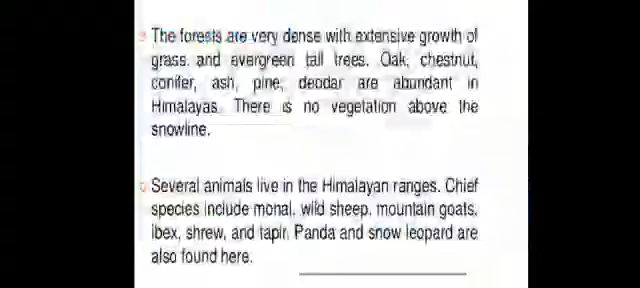 The forests are very dense with extensive growth of
grass and evergreen tall trees. Oak, chestnut,
conifer, ash, pine, deodar are abundant in
Himalayas. There is no vegetation above the
snowline.
Several animals live in the Himalayan ranges. Chief
species include monal, wild sheep, mountain goats,
ibex, shrew, and tapir. Panda and snow leopard are
also found here.